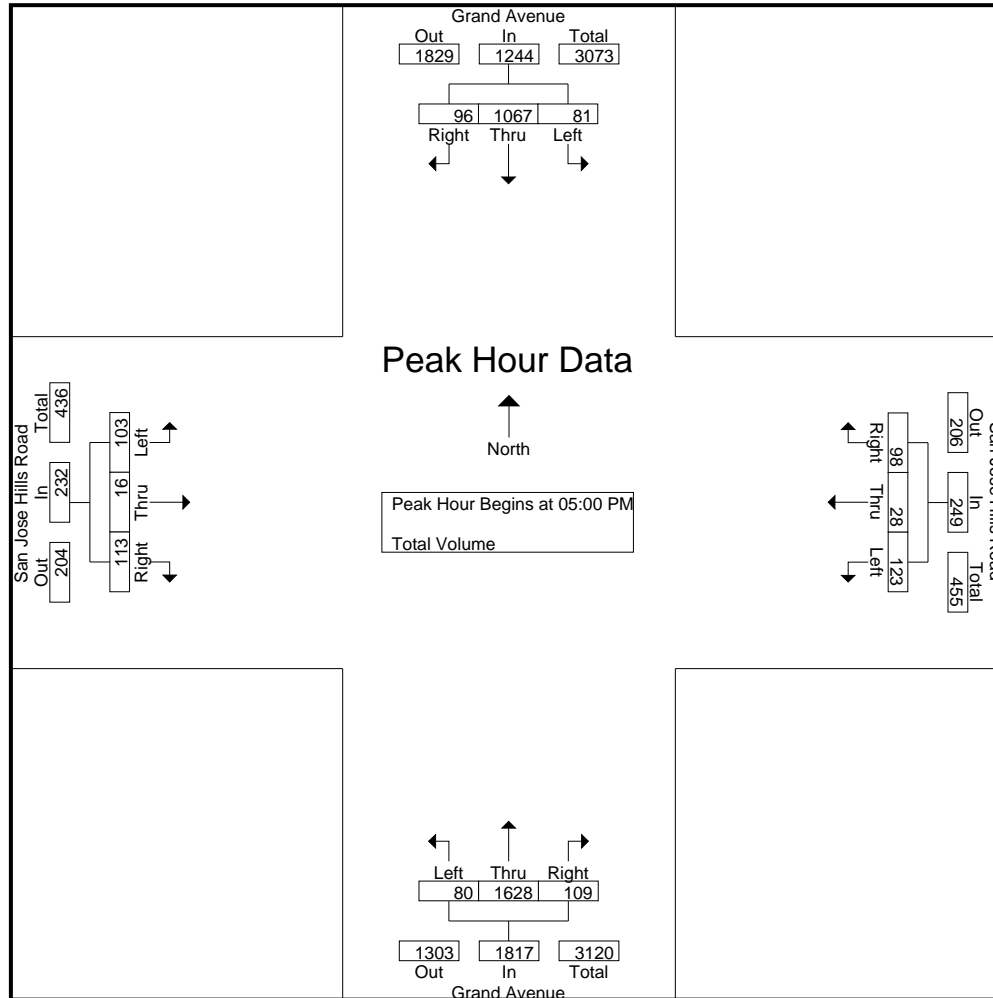 Grand Avenue
Out In Total
1829 1244 3073
96 1067 81
Right Thru Left
Peak Hour Data
North
Peak Hour Begins at 05:00 PM
Total Volume
San Jose Hills Road
Total In Out
436 232 204
103 16 113
Left Thru Right
Out In Total
206 249 455
98 28 123
Right Thru Left
Left Thru Right
80 1628 109
1303 1817 3120
Out In Total
Grand Avenue